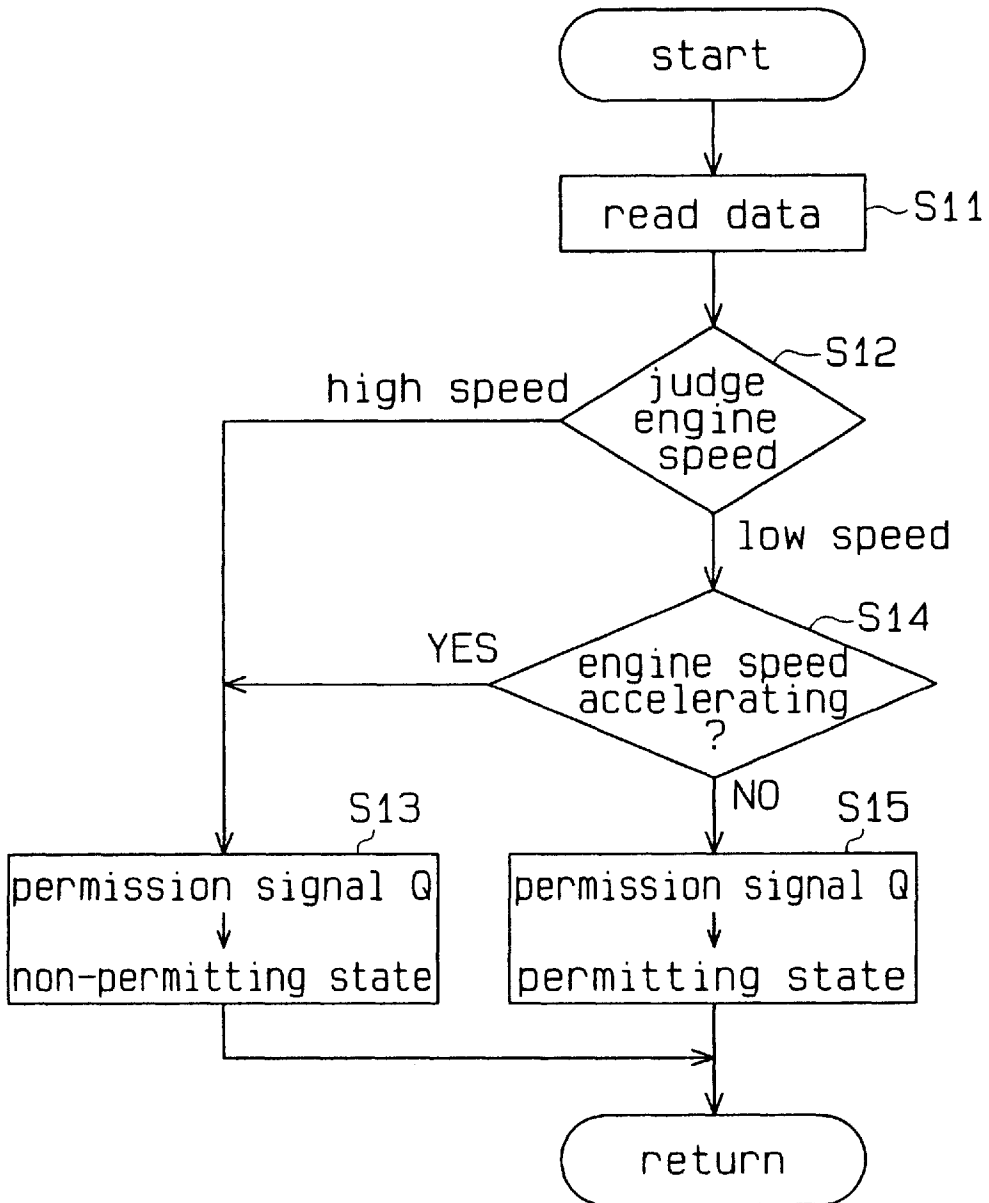 start
read data
S11
S12
high speed
judge
engine
speed
low speed
S14
YES
engine speed
accelerating
?
NO
S13
S15
permission signal Q
non-permitting state
permission signal Q
permitting state
return